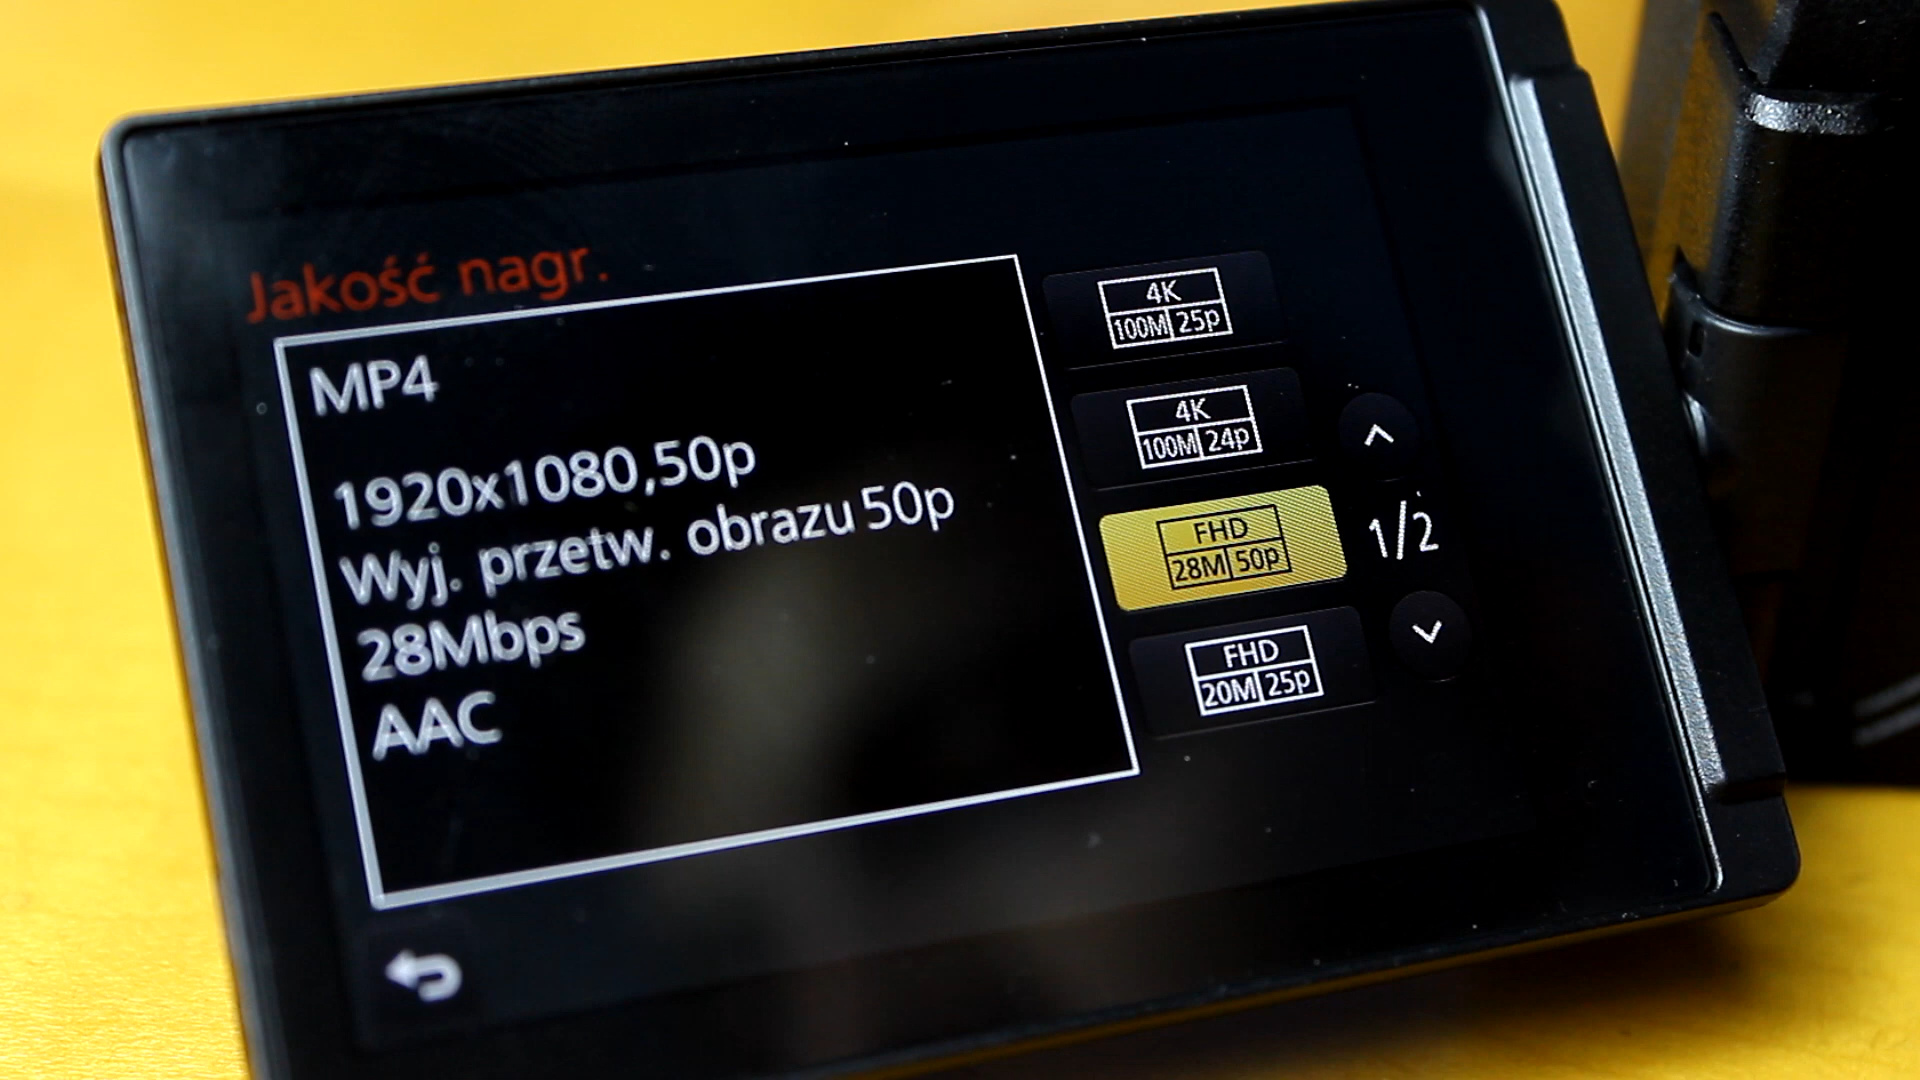 Jakość nagr.
MP4
1920x1080,50p
Wyj. przetw. obrazu 50p
28Mbps
AAC
4K
100M 25p
4K
100M 24p
FHD
28M 50p
FHD
20M 25p
1/2